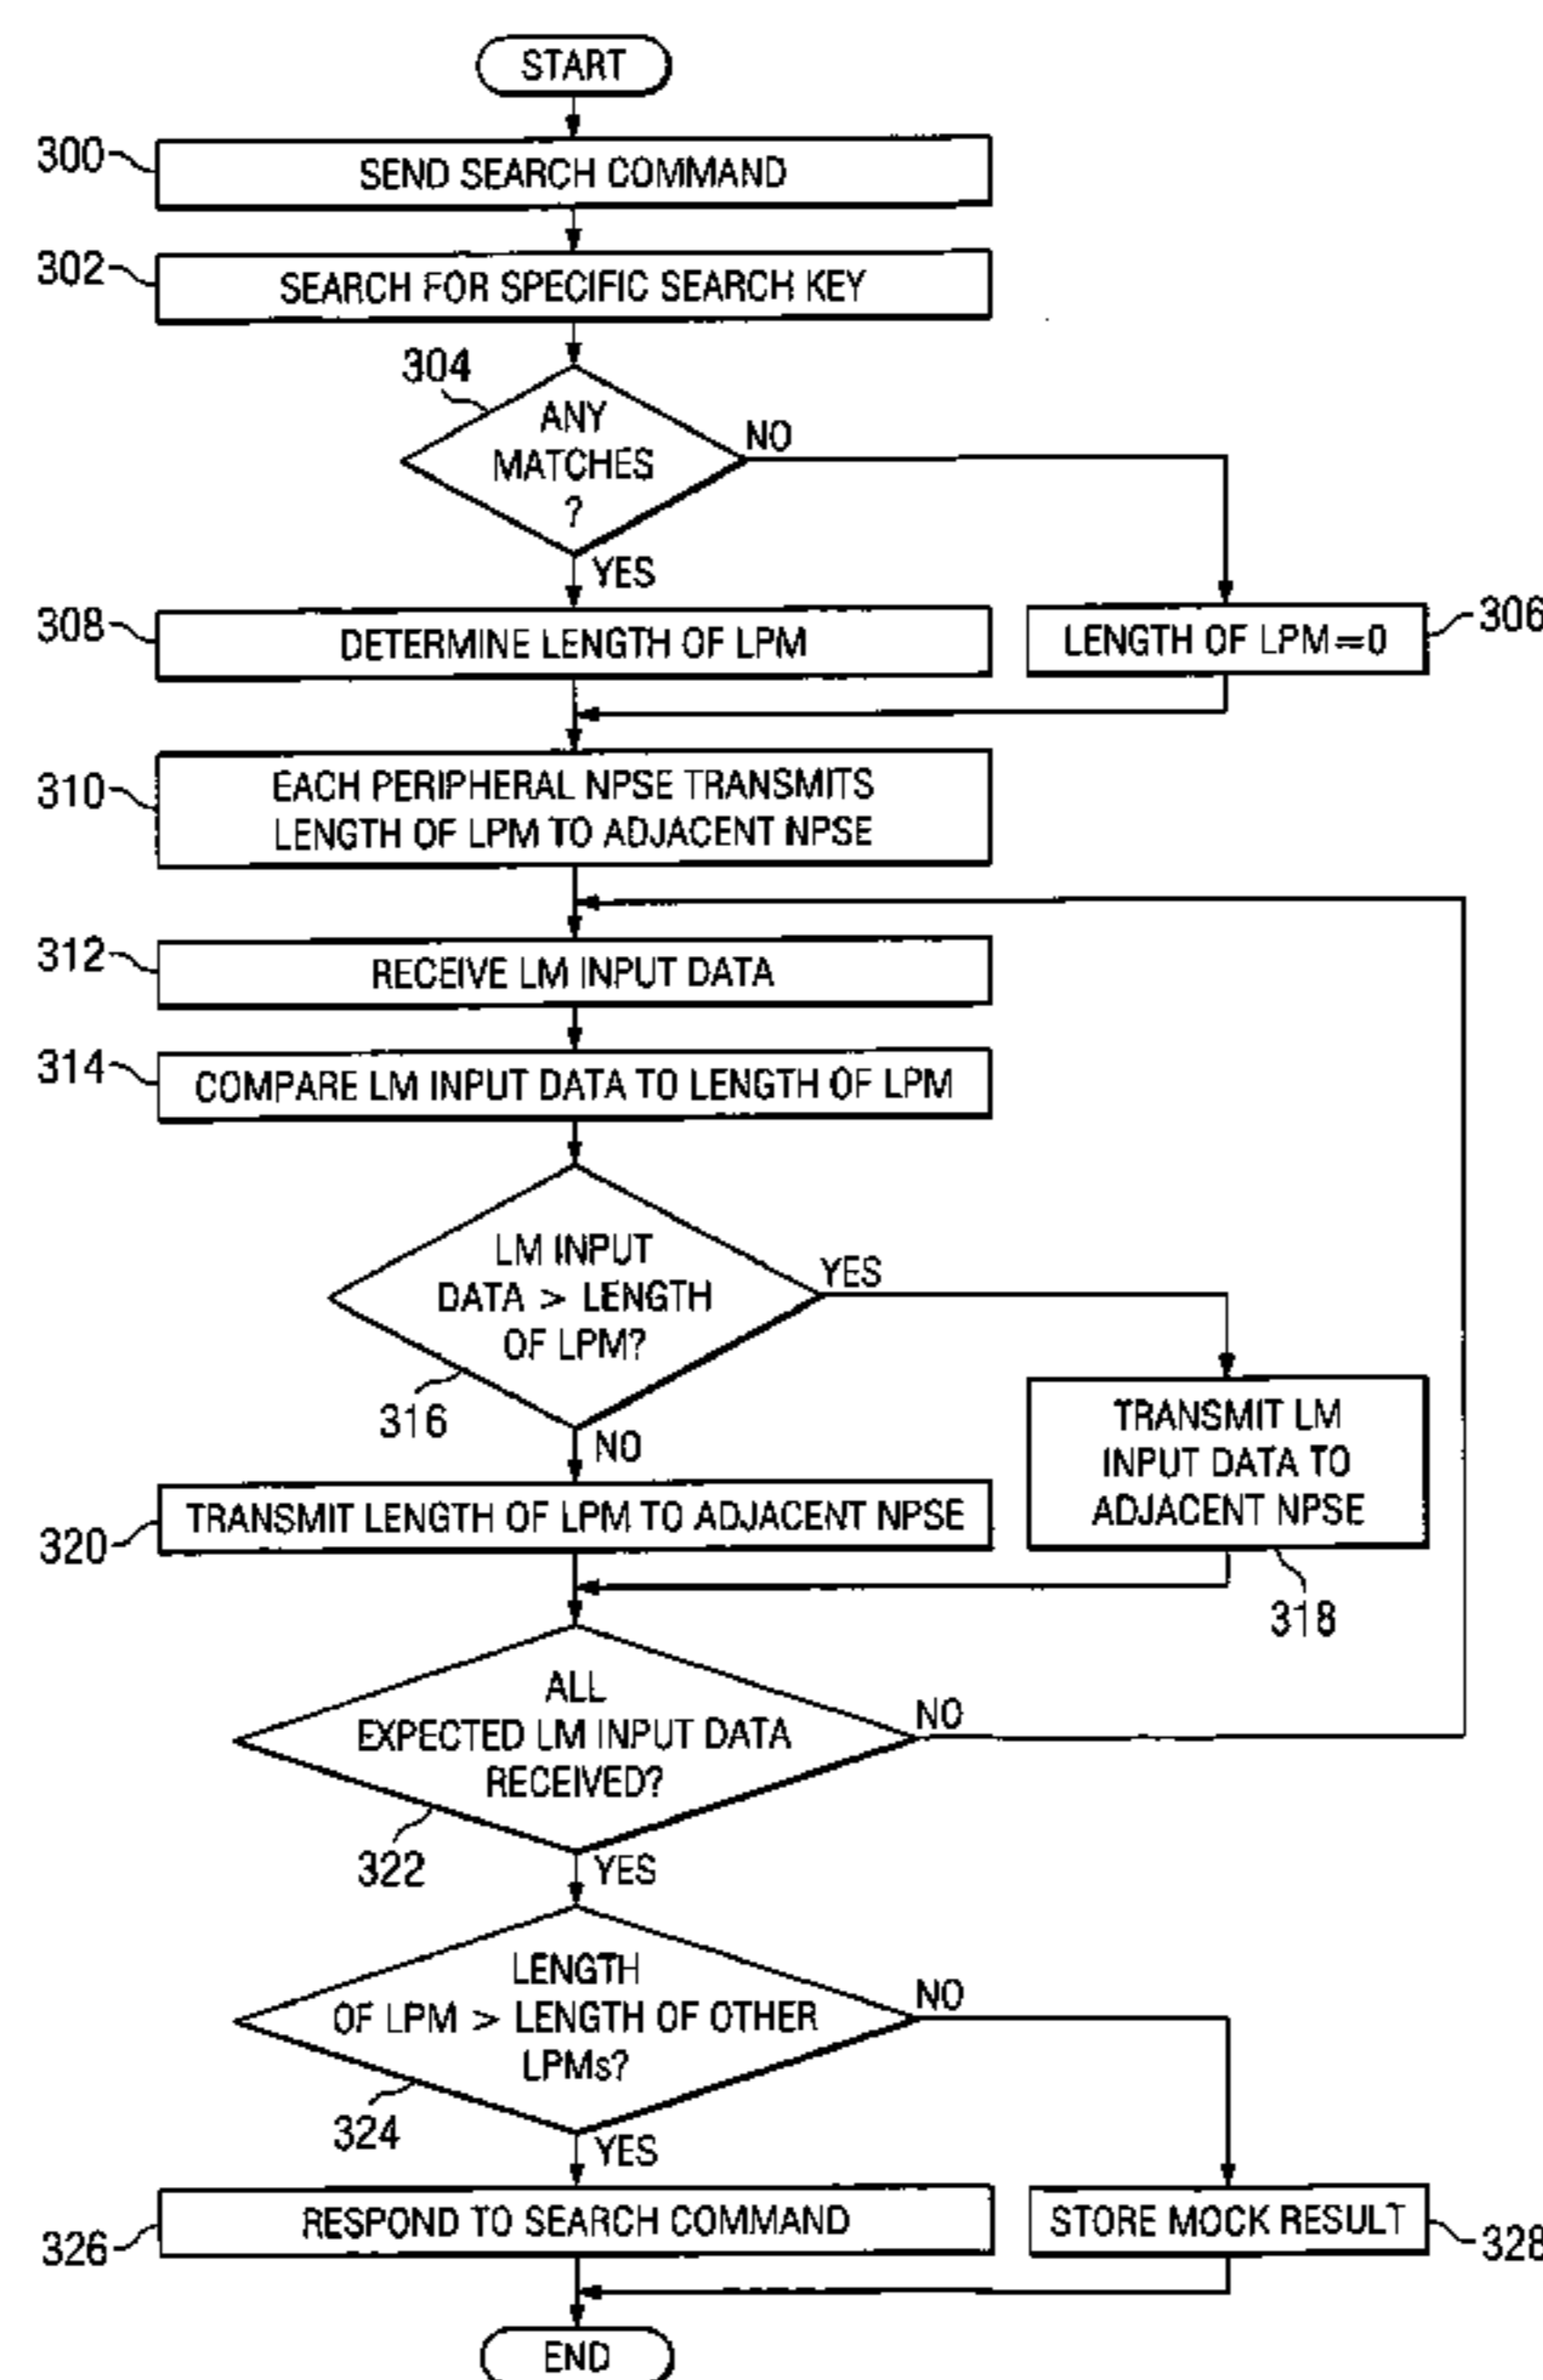 START
300
SEND SEARCH COMMAND
302
SEARCH FOR SPECIFIC SEARCH KEY
304
ANY
MATCHES
?
NO
YES
308
DETERMINE LENGTH OF LPM
LENGTH OF LPM=0
306
310
EACH PERIPHERAL NPSE TRANSMITS
LENGTH OF LPM TO ADJACENT NPSE
312
RECEIVE LM INPUT DATA
314
COMPARE LM INPUT DATA TO LENGTH OF LPM
LM INPUT
DATA > LENGTH
OF LPM?
YES
316
NO
TRANSMIT LM
INPUT DATA TO
ADJACENT NPSE
318
320
TRANSMIT LENGTH OF LPM TO ADJACENT NPSE
ALL
EXPECTED LM INPUT DATA
RECEIVED?
NO
322
YES
LENGTH
OF LPM > LENGTH OF OTHER
LPMs?
NO
324
YES
326
RESPOND TO SEARCH COMMAND
STORE MOCK RESULT
328
END